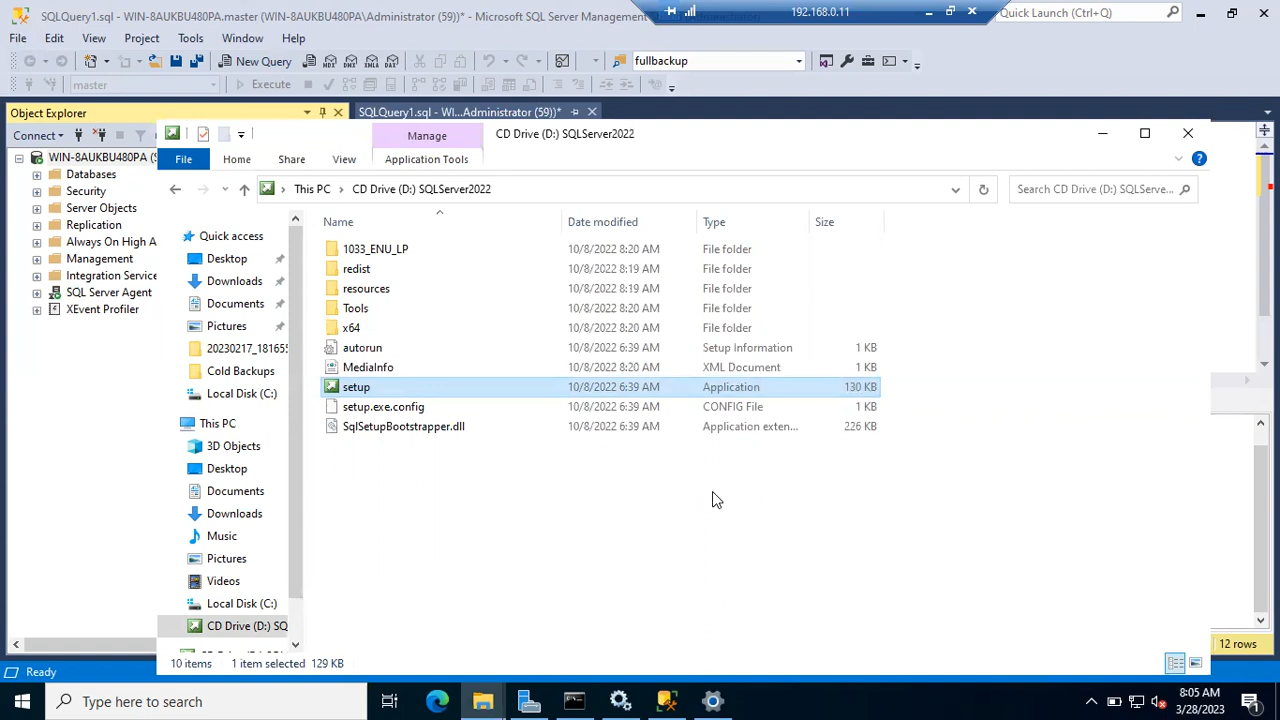 SQLQuery1.sql - WIN-8AUKBU480PA.master (WIN-8AUKBU480PA\Administrator (59))* - Microsoft SQL Server Management
192.168.0.11
Quick Launch (Ctrl+Q)
File Edit View Project Tools Window Help
New Query
fullbackup
master
Execute
Object Explorer
SQLQuery1.sql - WI...Administrator (59))*
Connect
WIN-8AUKBU480PA (S
Databases
Security
Server Objects
Replication
Always On High A
Management
Integration Service
SQL Server Agent
XEvent Profiler
Manage
CD Drive (D:) SQLServer2022
File Home Share View Application Tools
This PC > CD Drive (D:) SQLServer2022
Search CD Drive (D:) SQLServe...
Quick access
Desktop
Downloads
Documents
Pictures
20230217_18165
Cold Backups
Local Disk (C:)
This PC
3D Objects
Desktop
Documents
Downloads
Music
Pictures
Videos
Local Disk (C:)
CD Drive (D:) SQ
Name Date modified Type Size
1033_ENU_LP 10/8/2022 8:20 AM File folder
redist 10/8/2022 8:19 AM File folder
resources 10/8/2022 8:19 AM File folder
Tools 10/8/2022 8:20 AM File folder
x64 10/8/2022 8:20 AM File folder
autorun 10/8/2022 6:39 AM Setup Information 1 KB
MediaInfo 10/8/2022 8:20 AM XML Document 1 KB
setup 10/8/2022 6:39 AM Application 130 KB
setup.exe.config 10/8/2022 6:39 AM CONFIG File 1 KB
SqlSetupBootstrapper.dll 10/8/2022 6:39 AM Application exten... 226 KB
10 items 1 item selected 129 KB
12 rows
Ready
Type here to search
8:05 AM
3/28/2023
1